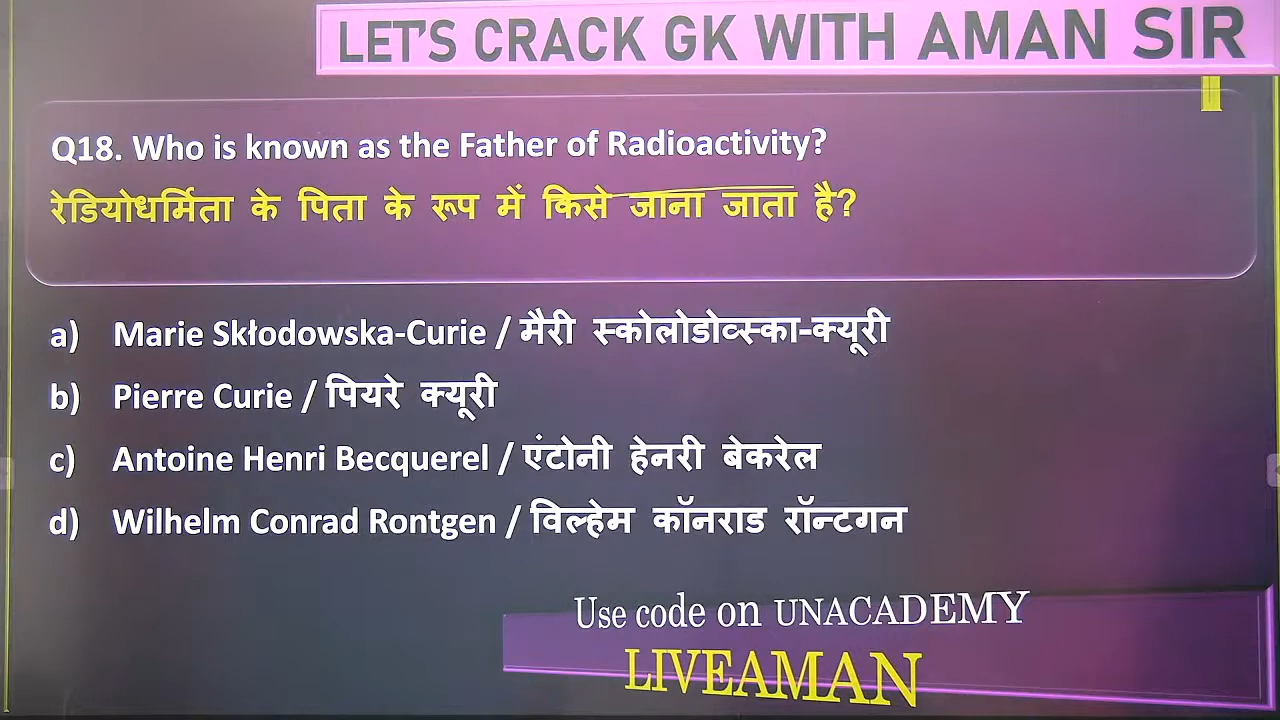 LET'S CRACK GK WITH AMAN SIR
Q18. Who is known as the Father of Radioactivity?
रेडियोधर्मिता के पिता के रूप में किसे जाना जाता है?
a) Marie Skłodowska-Curie / मैरी स्कोलोडोव्स्का-क्यूरी
b) Pierre Curie / पियरे क्यूरी
c) Antoine Henri Becquerel / एंटोनी हेनरी बेकरेल
d) Wilhelm Conrad Rontgen / विल्हेम कॉनराड रॉन्टगन
Use code on UNACADEMY
LIVEAMAN